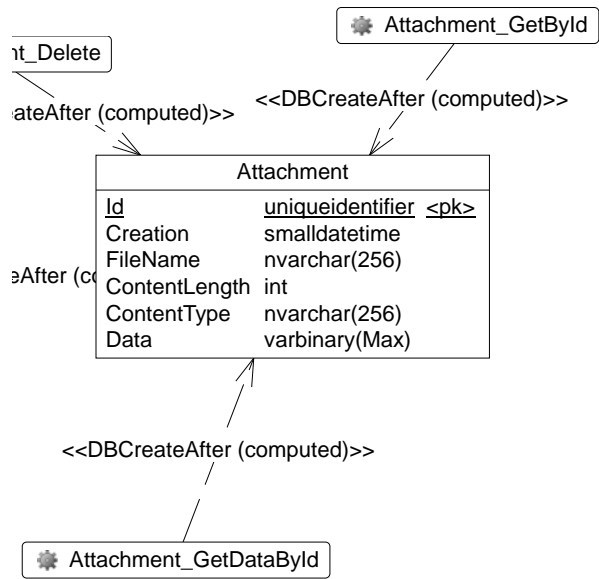 Attachment_GetById
nt_Delete
<<DBCreateAfter (computed)>>
eateAfter (computed)>>
Attachment
Id uniqueidentifier <pk>
Creation smalldatetime
FileName nvarchar(256)
ContentLength int
ContentType nvarchar(256)
Data varbinary(Max)
eAfter (co
<<DBCreateAfter (computed)>>
Attachment_GetDataById